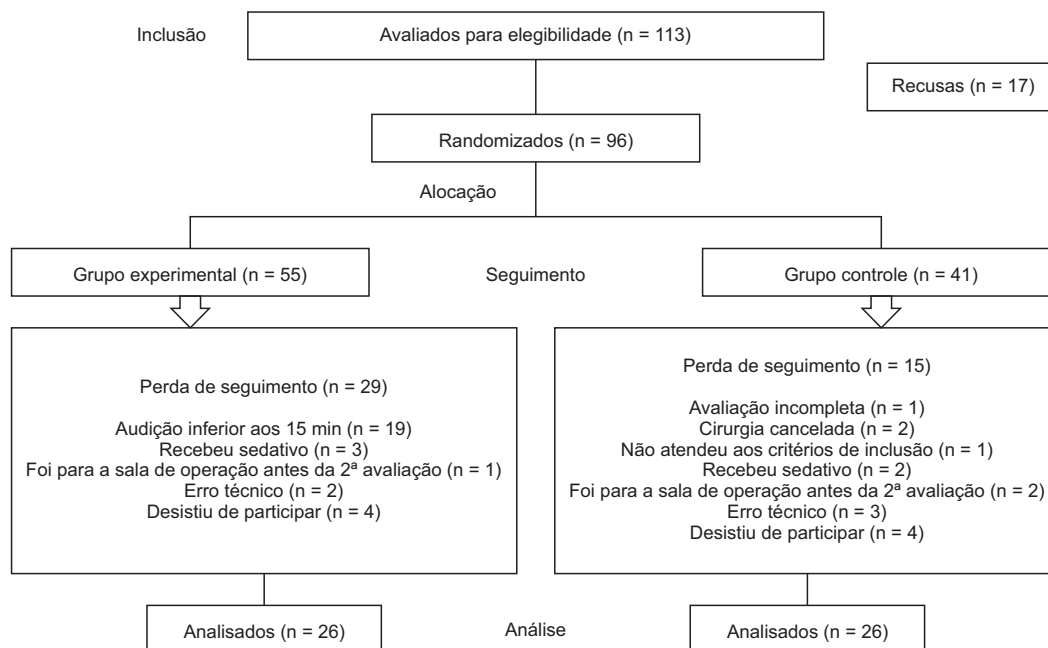 Inclusão
Avaliados para elegibilidade (n = 113)
Recusas (n = 17)
Randomizados (n = 96)
Alocação
Grupo experimental (n = 55)
Seguimento
Grupo controle (n = 41)
Perda de seguimento (n = 29)
Audição inferior aos 15 min (n = 19)
Recebeu sedativo (n = 3)
Foi para a sala de operação antes da 2ª avaliação (n = 1)
Erro técnico (n = 2)
Desistiu de participar (n = 4)
Perda de seguimento (n = 15)
Avaliação incompleta (n = 1)
Cirurgia cancelada (n = 2)
Não atendeu aos critérios de inclusão (n = 1)
Recebeu sedativo (n = 2)
Foi para a sala de operação antes da 2ª avaliação (n = 2)
Erro técnico (n = 3)
Desistiu de participar (n = 4)
Analisados (n = 26)
Análise
Analisados (n = 26)